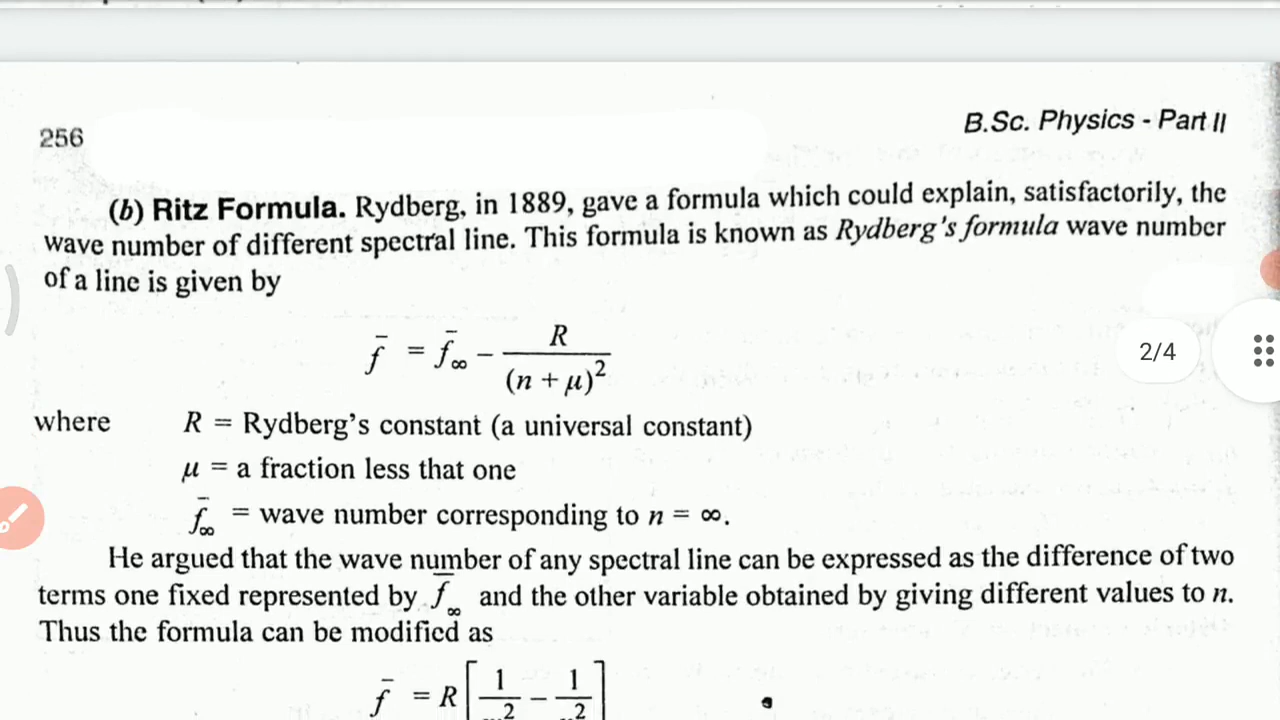 256
B.Sc. Physics - Part II
(b) Ritz Formula. Rydberg, in 1889, gave a formula which could explain, satisfactorily, the
wave number of different spectral line. This formula is known as Rydberg's formula wave number
of a line is given by
f̄ = f̄∞ − R / (n + μ)²
where R = Rydberg's constant (a universal constant)
μ = a fraction less that one
f̄∞ = wave number corresponding to n = ∞.
2/4
He argued that the wave number of any spectral line can be expressed as the difference of two
terms one fixed represented by f̄∞ and the other variable obtained by giving different values to n.
Thus the formula can be modified as
f̄ = R [ 1/ ² − 1/ ² ]